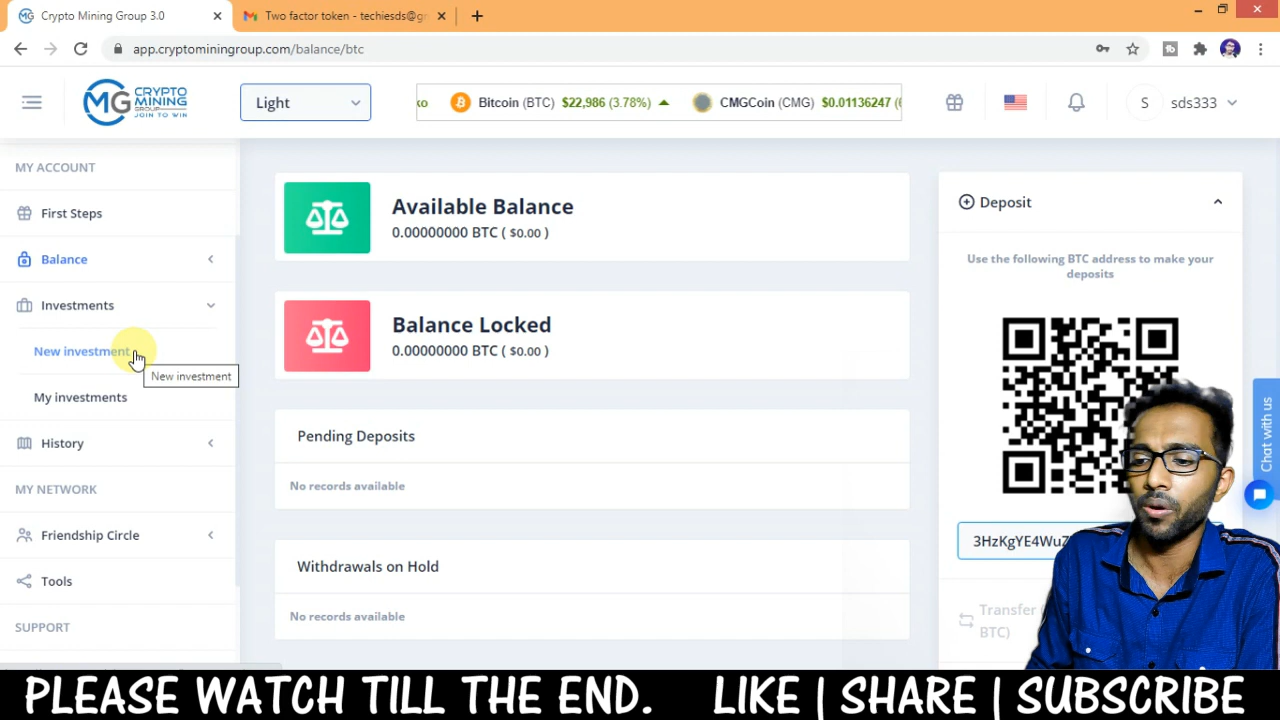 Crypto Mining Group 3.0
Two factor token - techiesds@g
app.cryptominingroup.com/balance/btc
CRYPTO
MINING
GROUP
JOIN TO WIN
Light
ko Bitcoin (BTC) $22,986 (3.78%) CMGCoin (CMG) $0.01136247
S sds333
MY ACCOUNT
First Steps
Balance
Investments
New investment
New investment
My investments
History
MY NETWORK
Friendship Circle
Tools
SUPPORT
Available Balance
0.00000000 BTC ( $0.00 )
Balance Locked
0.00000000 BTC ( $0.00 )
Pending Deposits
No records available
Withdrawals on Hold
No records available
Deposit
Use the following BTC address to make your
deposits
3HzKgYE4WuZ
Transfer
BTC)
Chat with us
PLEASE WATCH TILL THE END. LIKE | SHARE | SUBSCRIBE